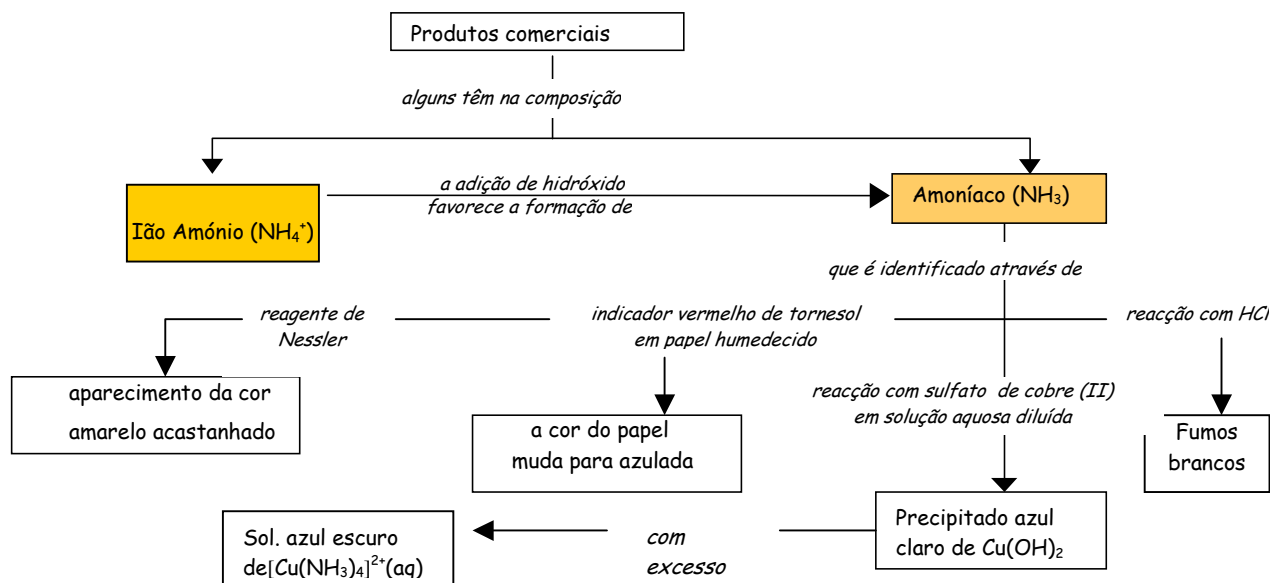 Produtos comerciais
alguns têm na composição
a adição de hidróxido
favorece a formação de
Ião Amónio (NH₄⁺)
Amoníaco (NH₃)
que é identificado através de
reagente de
Nessler
indicador vermelho de tornesol
em papel humedecido
reacção com HCl
aparecimento da cor
amarelo acastanhado
a cor do papel
muda para azulada
reacção com sulfato de cobre (II)
em solução aquosa diluída
Fumos
brancos
Sol. azul escuro
de[Cu(NH₃)₄]²⁺(aq)
com
excesso
Precipitado azul
claro de Cu(OH)₂